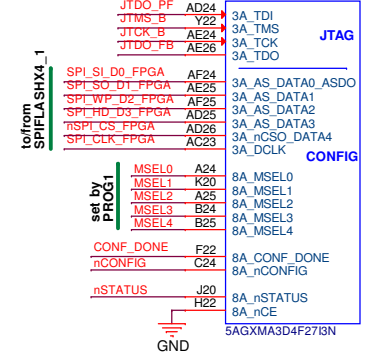 JTDO_PF AD24 3A_TDI
JTMS_B Y22 3A_TMS JTAG
JTCK_B AE24 3A_TCK
JTDO_FB AE26 3A_TDO
to/from SPIFLASHX4_1
SPI_SI_D0_FPGA AF24 3A_AS_DATA0_ASDO
SPI_SO_D1_FPGA AE25 3A_AS_DATA1
SPI_WP_D2_FPGA AF25 3A_AS_DATA2
SPI_HD_D3_FPGA AD25 3A_AS_DATA3
nSPI_CS_FPGA AD26 3A_nCSO_DATA4
SPI_CLK_FPGA AC23 3A_DCLK
CONFIG
set by PROG1
MSEL0 A24 8A_MSEL0
MSEL1 K20 8A_MSEL1
MSEL2 A25 8A_MSEL2
MSEL3 B24 8A_MSEL3
MSEL4 B25 8A_MSEL4
CONF_DONE F22 8A_CONF_DONE
nCONFIG C24 8A_nCONFIG
nSTATUS J20 8A_nSTATUS
H22 8A_nCE
5AGXMA3D4F27I3N
GND